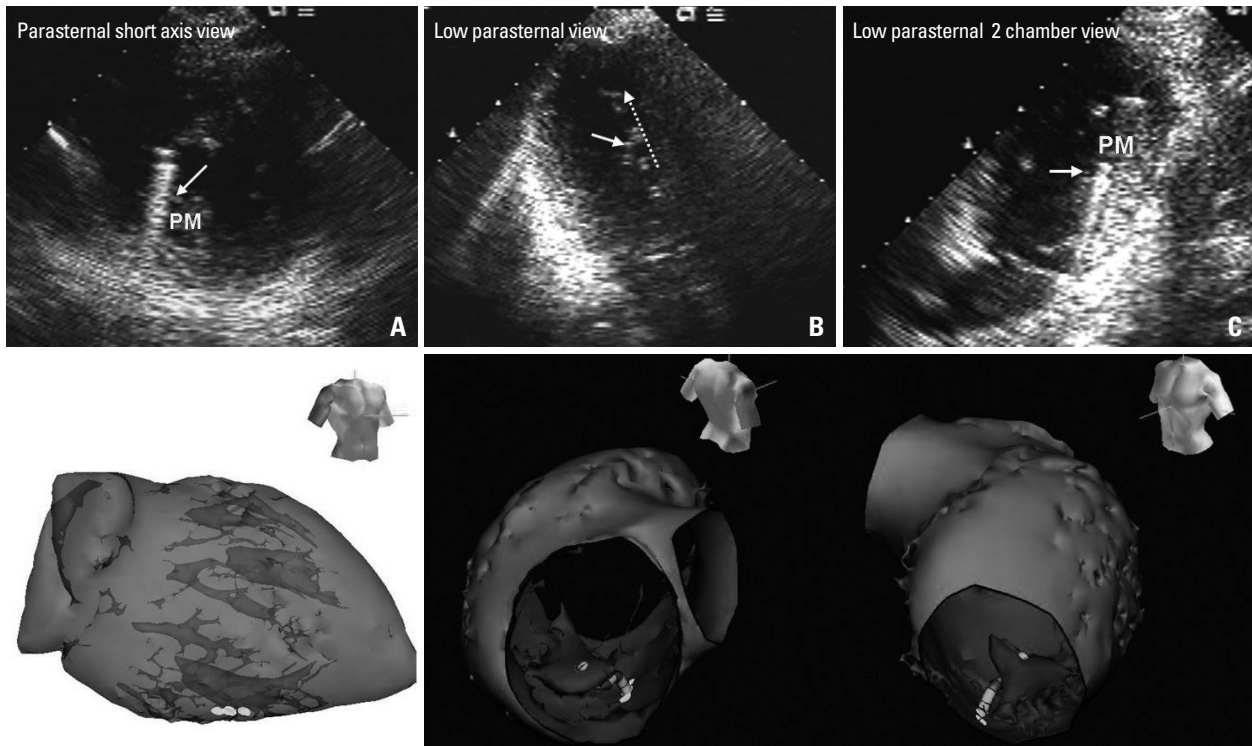 Parasternal short axis view
PM
A
Low parasternal view
B
Low parasternal 2 chamber view
PM
C